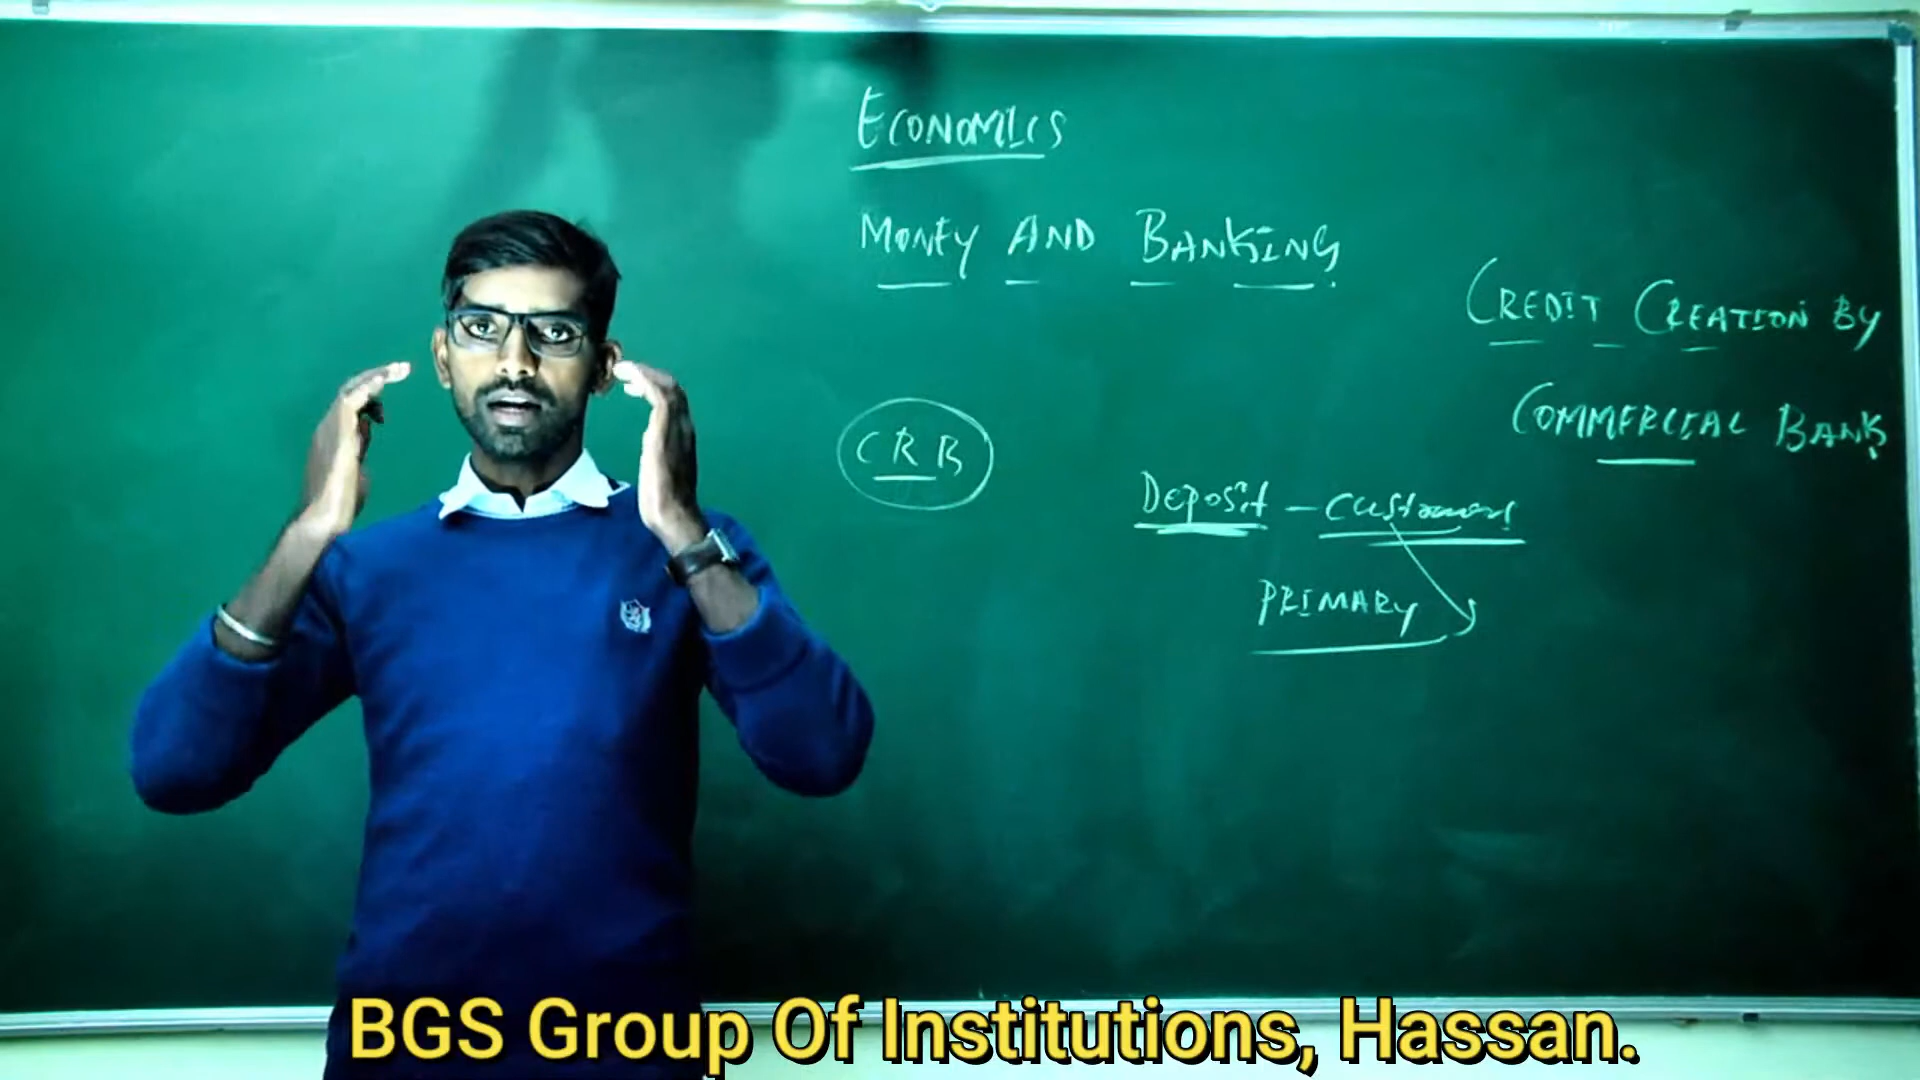 ECONOMICS
MONEY AND BANKING
CREDIT CREATION BY
COMMERCIAL BANK
CRB
Deposit – customers
PRIMARY
BGS Group Of Institutions, Hassan.